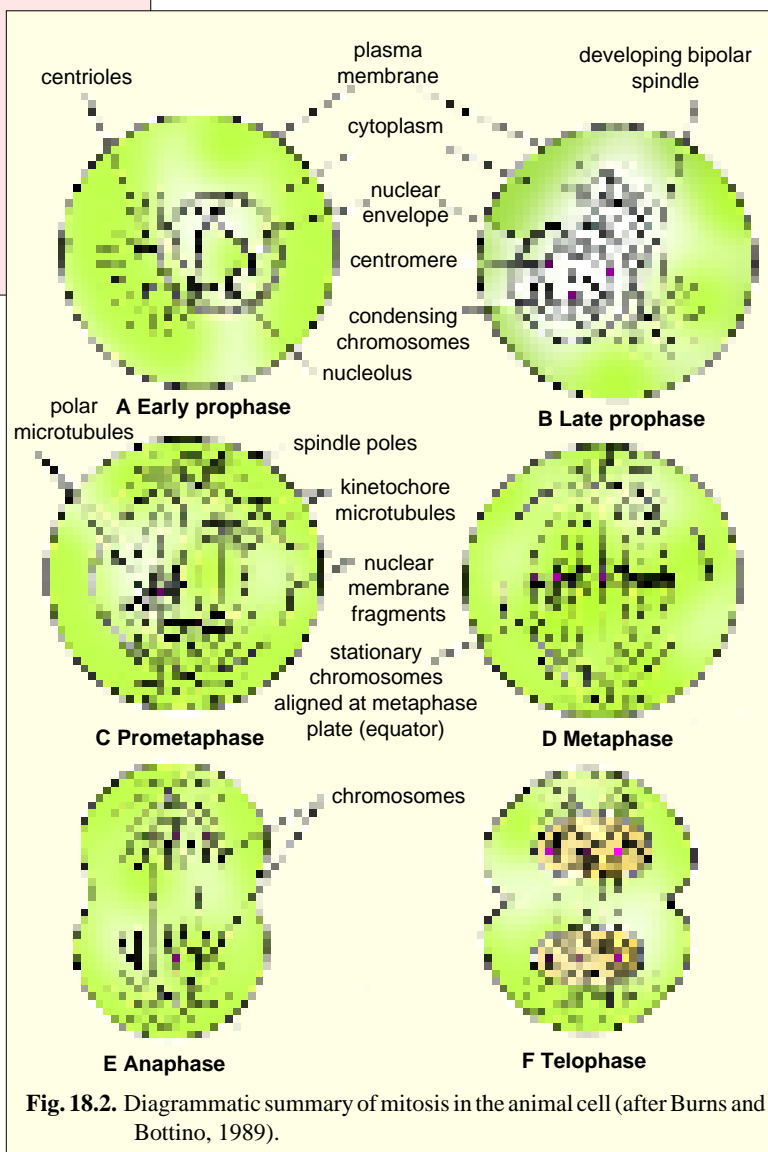 plasma
membrane
developing bipolar
spindle
centrioles
cytoplasm
nuclear
envelope
centromere
condensing
chromosomes
nucleolus
A Early prophase
B Late prophase
polar
microtubules
spindle poles
kinetochore
microtubules
nuclear
membrane
fragments
stationary
chromosomes
aligned at metaphase
plate (equator)
C Prometaphase
D Metaphase
chromosomes
E Anaphase
F Telophase
Fig. 18.2. Diagrammatic summary of mitosis in the animal cell (after Burns and
Bottino, 1989).